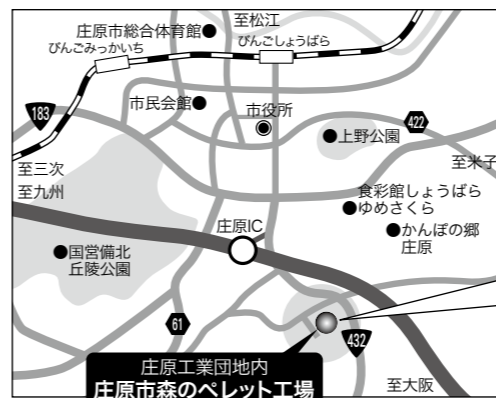 至松江
庄原市総合体育館
びんごみっかいち
びんごしょうばら
市民会館
市役所
183
422
上野公園
至三次
至九州
至米子
食彩館しょうばら
ゆめさくら
庄原IC
かんぽの郷
庄原
国営備北
丘陵公園
61
432
庄原工業団地内
庄原市森のペレット工場
至大阪